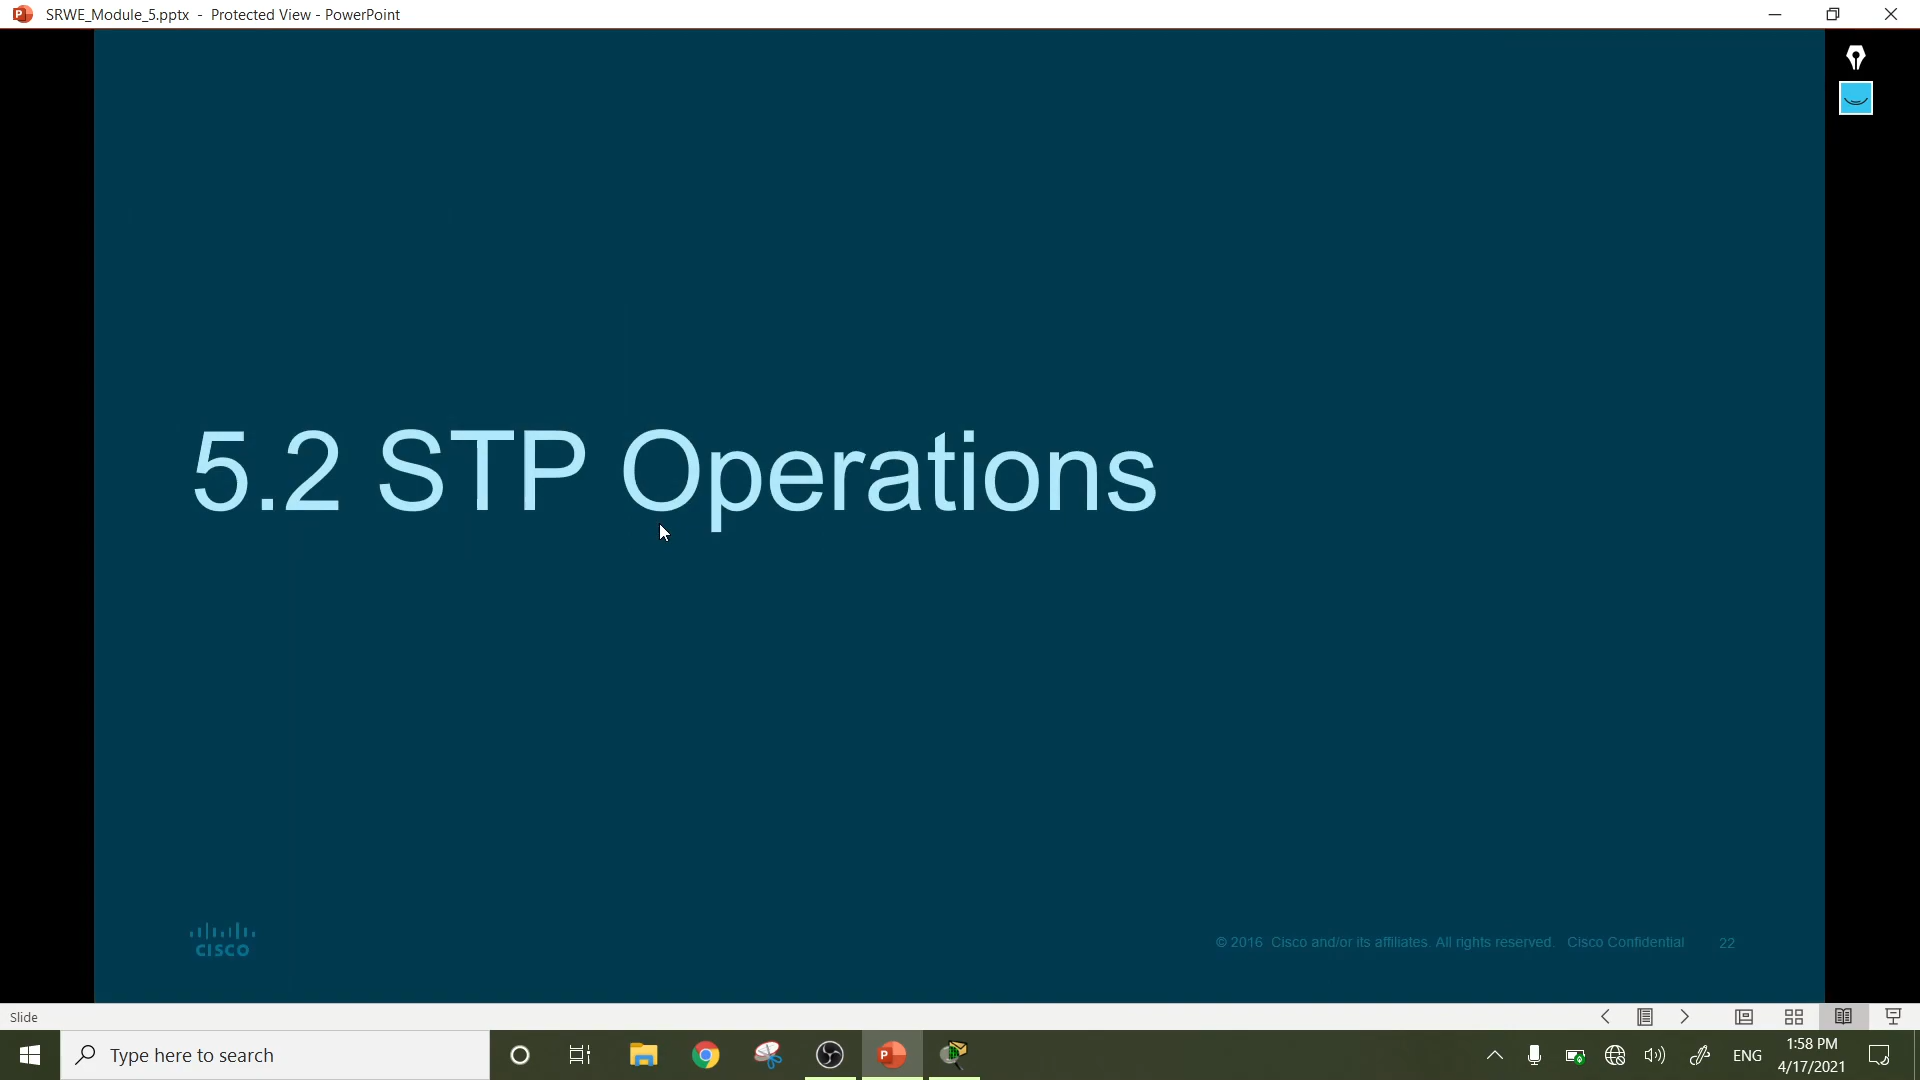 SRWE_Module_5.pptx - Protected View - PowerPoint
5.2 STP Operations
CISCO
© 2016 Cisco and/or its affiliates. All rights reserved. Cisco Confidential 22
Slide
Type here to search
ENG
1:58 PM
4/17/2021